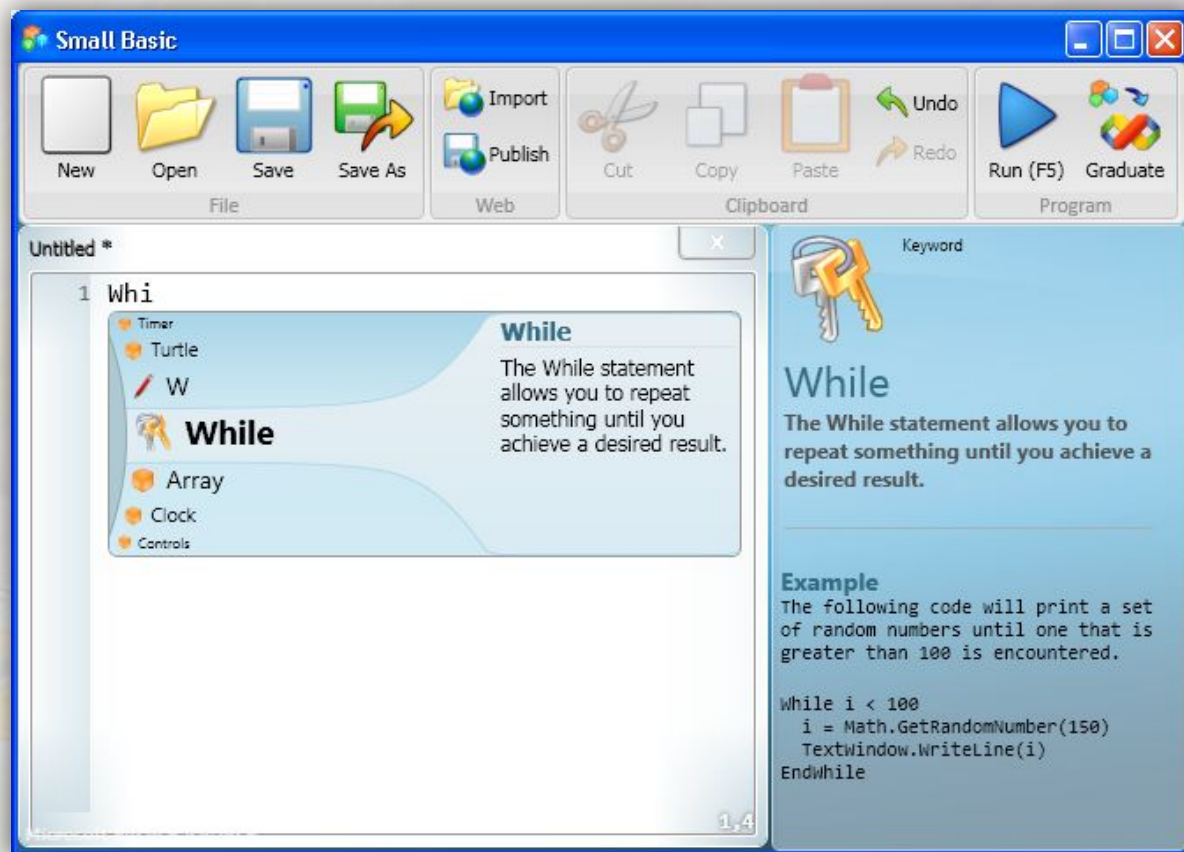 Small Basic
New
Open
Save
Save As
File
Import
Publish
Web
Cut
Copy
Paste
Undo
Redo
Clipboard
Run (F5)
Graduate
Program
Untitled *
1 Whi
Timer
Turtle
W
While
Array
Clock
Controls
While
The While statement
allows you to repeat
something until you
achieve a desired result.
1,4
Keyword
While
The While statement allows you to
repeat something until you achieve a
desired result.
Example
The following code will print a set
of random numbers until one that is
greater than 100 is encountered.
While i < 100
i = Math.GetRandomNumber(150)
TextWindow.WriteLine(i)
EndWhile